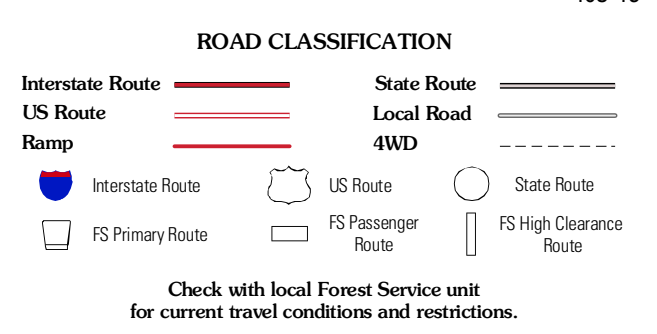 ROAD CLASSIFICATION
Interstate Route
State Route
US Route
Local Road
Ramp
4WD
Interstate Route
US Route
State Route
FS Primary Route
FS Passenger
Route
FS High Clearance
Route
Check with local Forest Service unit
for current travel conditions and restrictions.